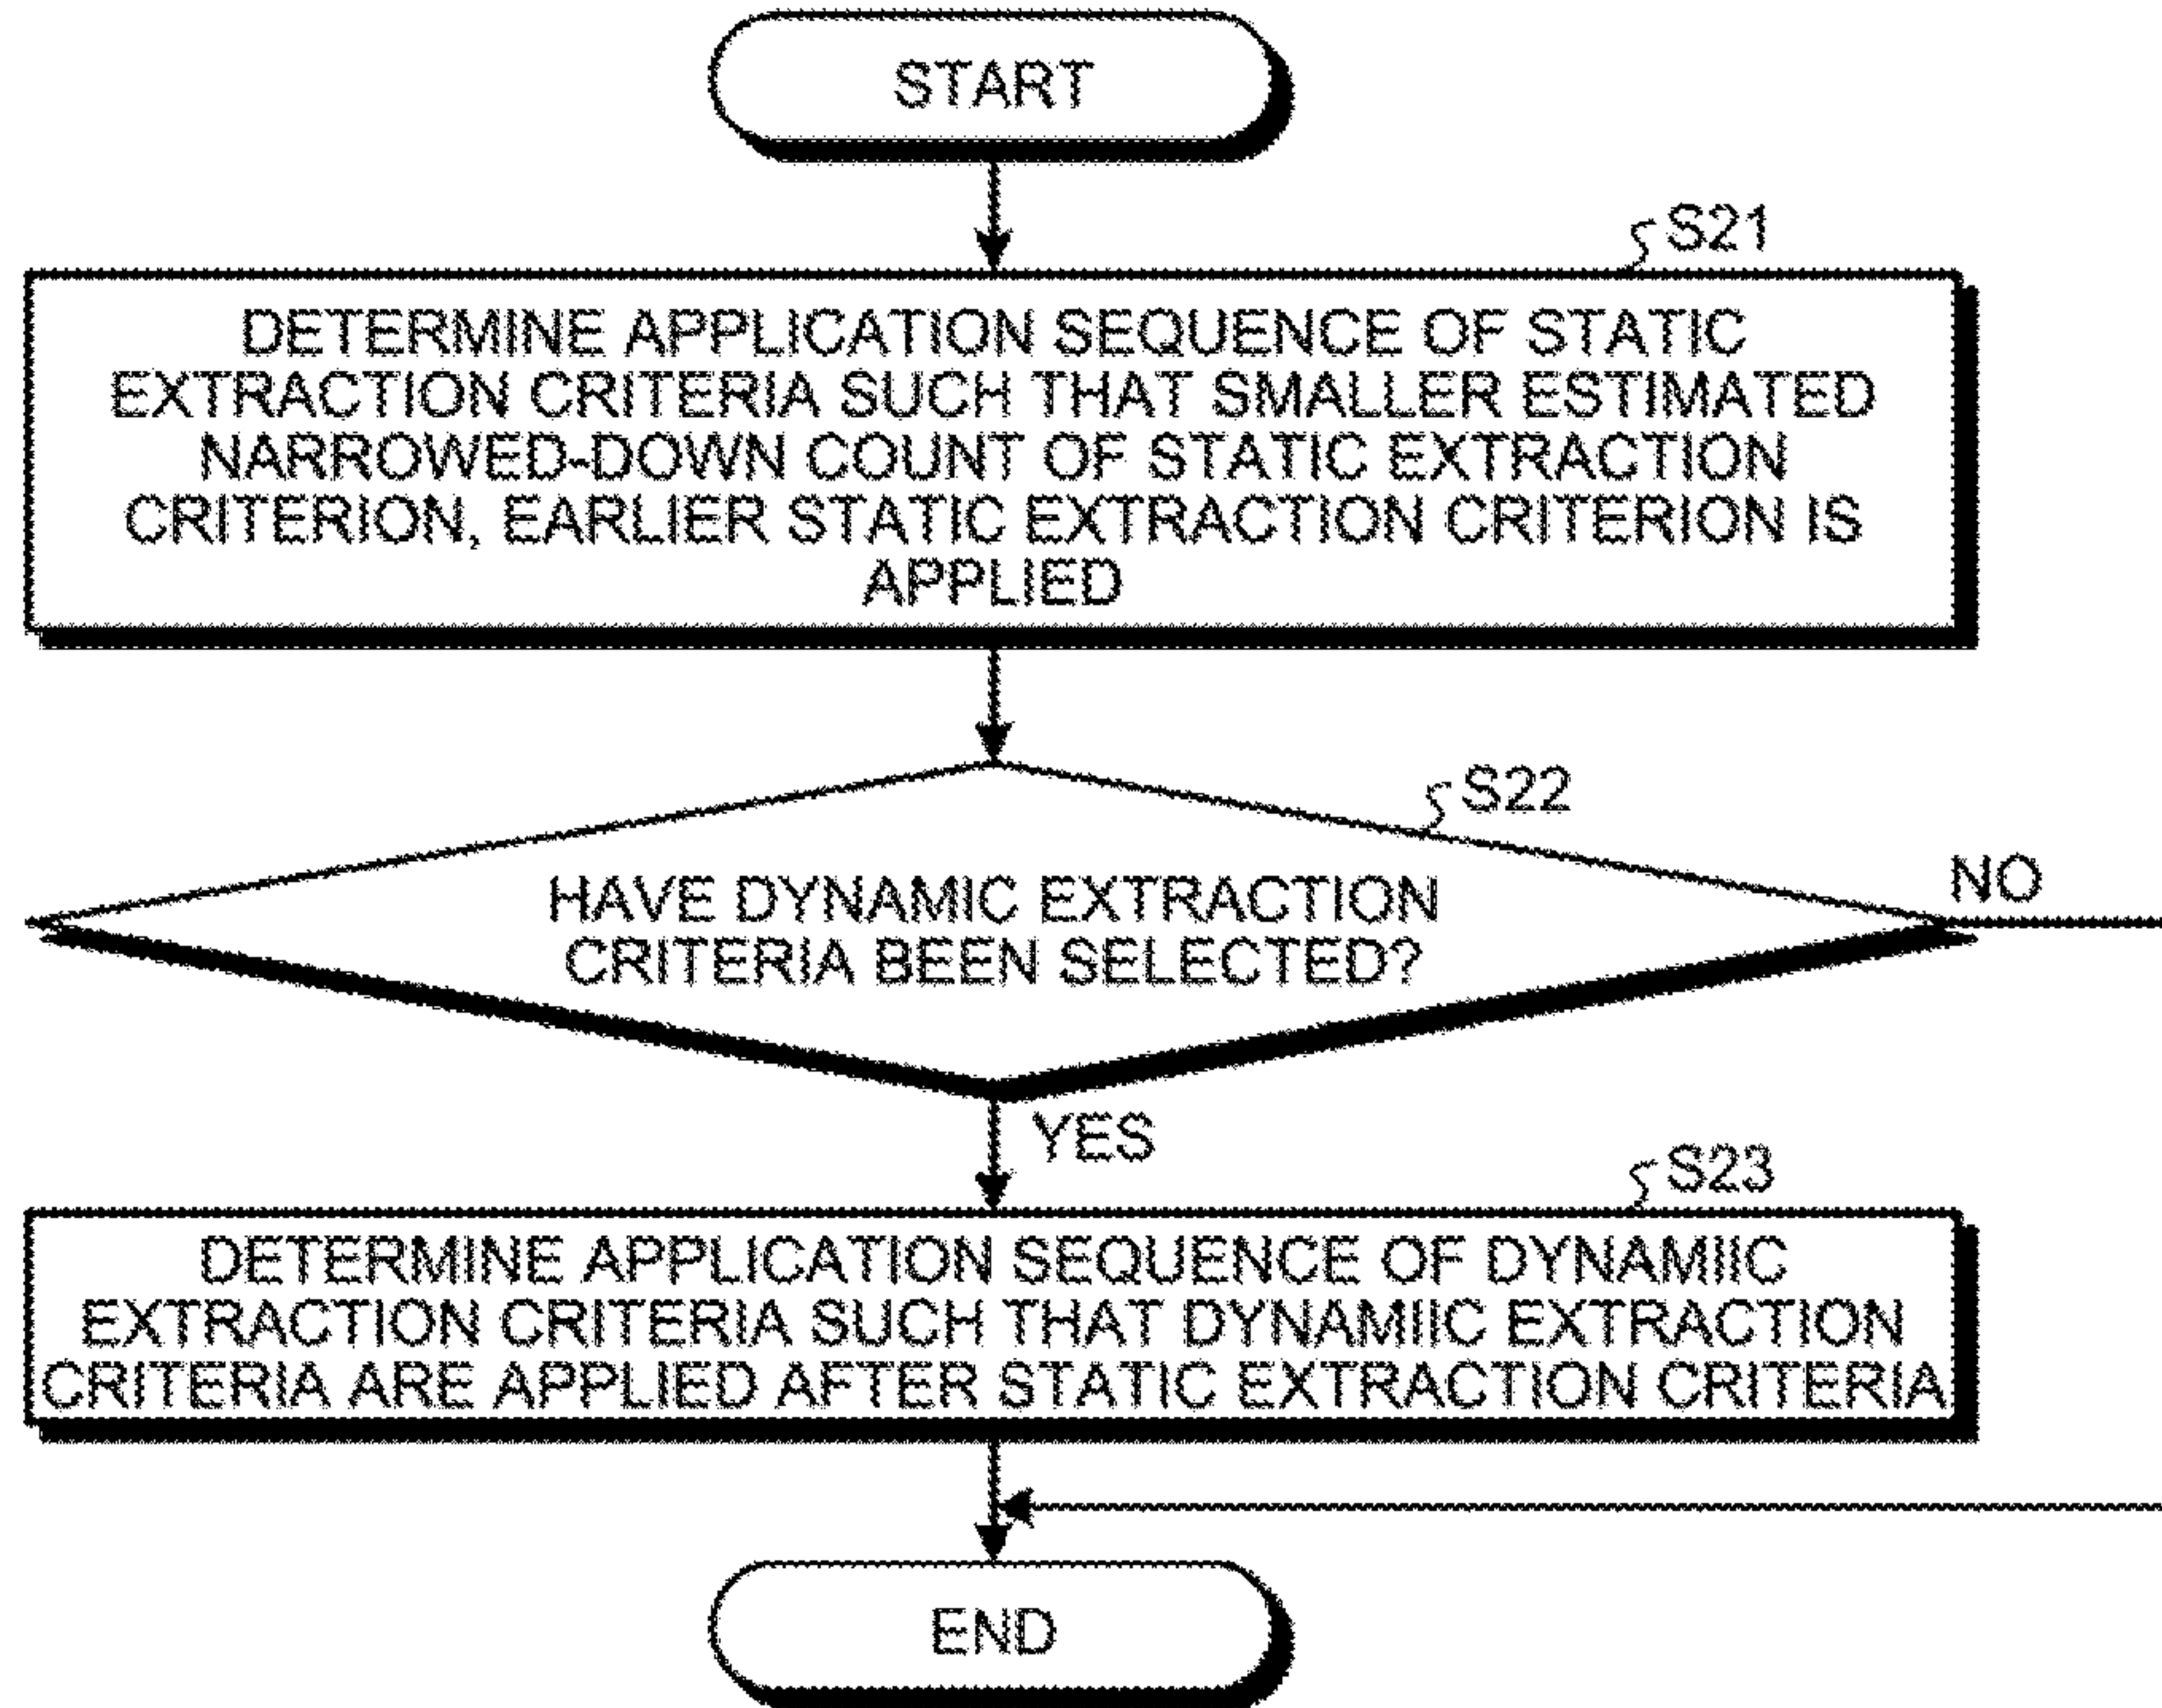 START
S21
DETERMINE APPLICATION SEQUENCE OF STATIC
EXTRACTION CRITERIA SUCH THAT SMALLER ESTIMATED
NARROWED-DOWN COUNT OF STATIC EXTRACTION
CRITERION, EARLIER STATIC EXTRACTION CRITERION IS
APPLIED
S22
HAVE DYNAMIC EXTRACTION
CRITERIA BEEN SELECTED?
NO
YES
S23
DETERMINE APPLICATION SEQUENCE OF DYNAMIIC
EXTRACTION CRITERIA SUCH THAT DYNAMIIC EXTRACTION
CRITERIA ARE APPLIED AFTER STATIC EXTRACTION CRITERIA
END